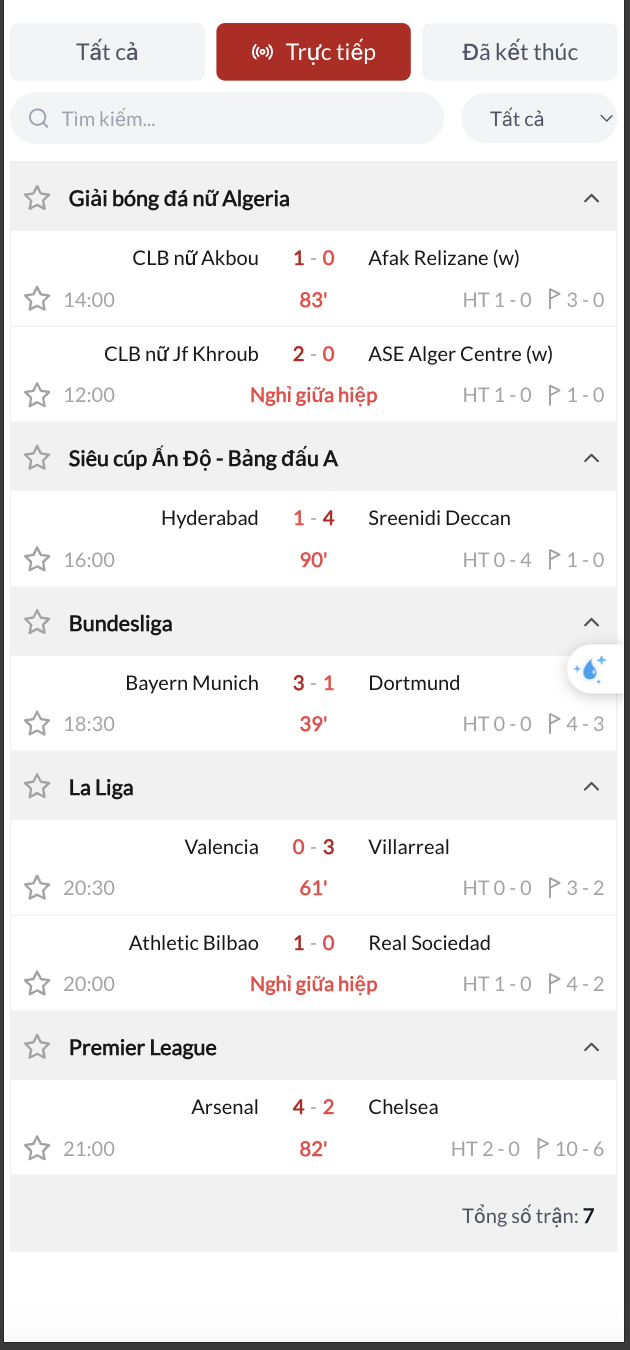 Tất cả
Trực tiếp
Đã kết thúc
Tìm kiếm...
Tất cả
Giải bóng đá nữ Algeria
CLB nữ Akbou 1 - 0 Afak Relizane (w)
14:00 83' HT 1 - 0 3 - 0
CLB nữ Jf Khroub 2 - 0 ASE Alger Centre (w)
12:00 Nghỉ giữa hiệp HT 1 - 0 1 - 0
Siêu cúp Ấn Độ - Bảng đấu A
Hyderabad 1 - 4 Sreenidi Deccan
16:00 90' HT 0 - 4 1 - 0
Bundesliga
Bayern Munich 3 - 1 Dortmund
18:30 39' HT 0 - 0 4 - 3
La Liga
Valencia 0 - 3 Villarreal
20:30 61' HT 0 - 0 3 - 2
Athletic Bilbao 1 - 0 Real Sociedad
20:00 Nghỉ giữa hiệp HT 1 - 0 4 - 2
Premier League
Arsenal 4 - 2 Chelsea
21:00 82' HT 2 - 0 10 - 6
Tổng số trận: 7